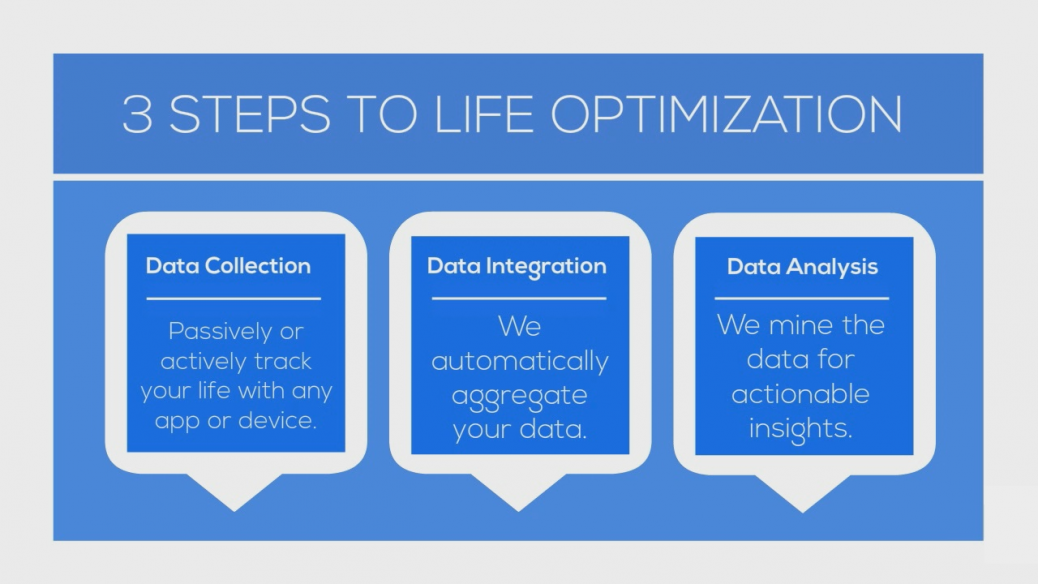 3 STEPS TO LIFE OPTIMIZATION
Data Collection
Passively or
actively track
your life with any
app or device.
Data Integration
We
automatically
aggregate
your data.
Data Analysis
We mine the
data for
actionable
insights.